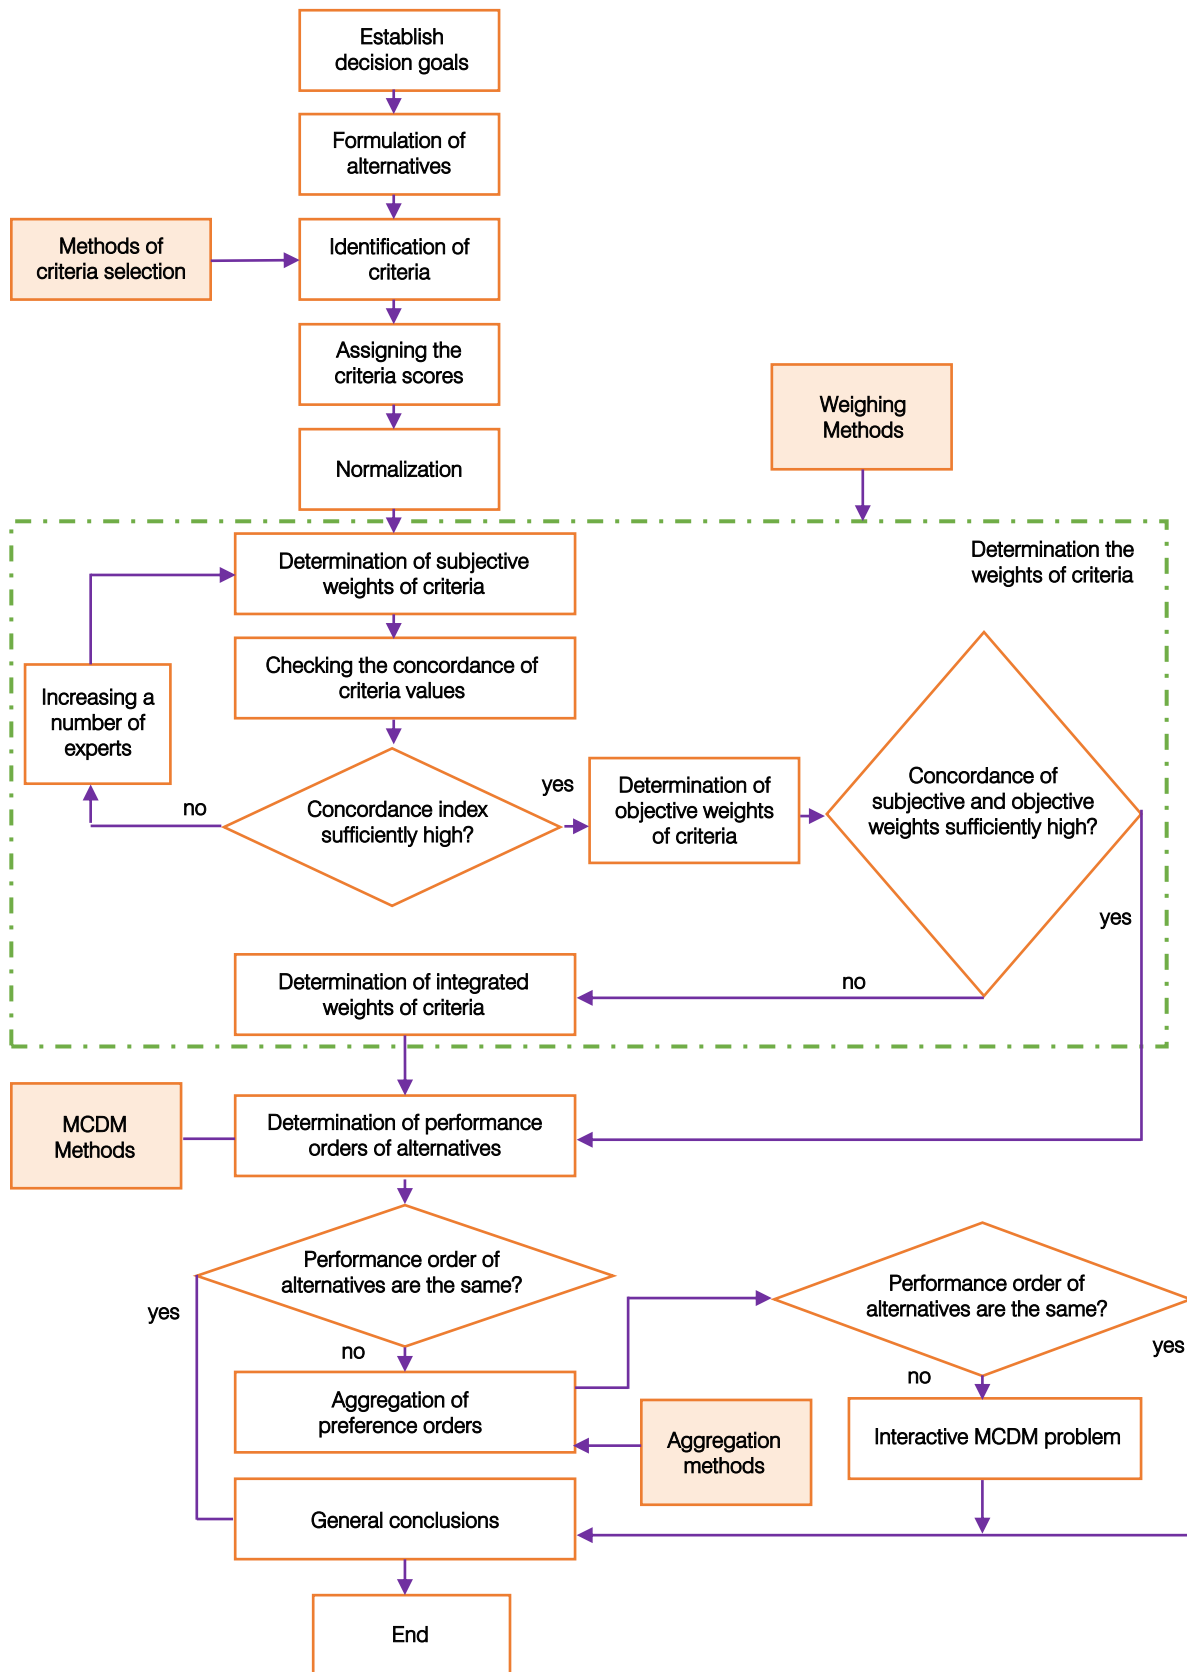 Establish
decision goals
Formulation of
alternatives
Methods of
criteria selection
Identification of
criteria
Assigning the
criteria scores
Weighing
Methods
Normalization
Determination the
weights of criteria
Determination of subjective
weights of criteria
Checking the concordance of
criteria values
Increasing a
number of
experts
no
Concordance index
sufficiently high?
yes
Determination of
objective weights
of criteria
Concordance of
subjective and objective
weights sufficiently high?
yes
no
Determination of integrated
weights of criteria
MCDM
Methods
Determination of performance
orders of alternatives
Performance order of
alternatives are the same?
yes
no
Performance order of
alternatives are the same?
yes
no
Aggregation of
preference orders
Aggregation
methods
Interactive MCDM problem
General conclusions
End